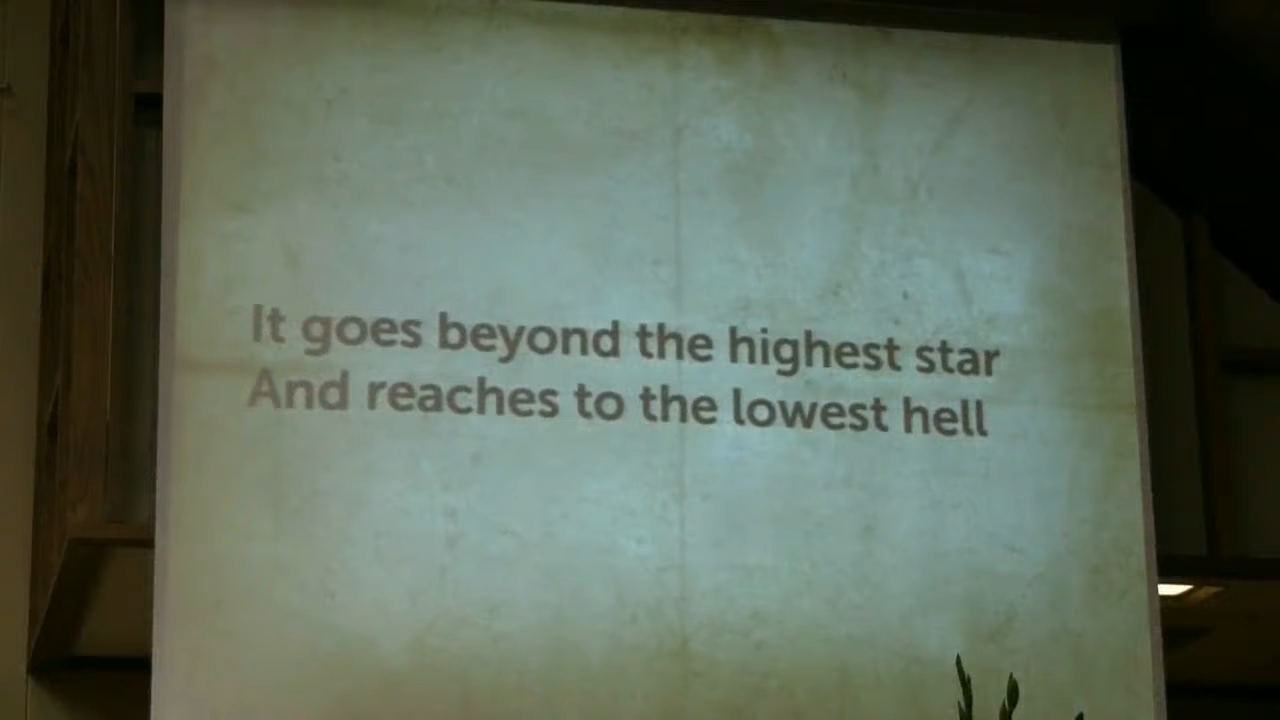 It goes beyond the highest star
And reaches to the lowest hell